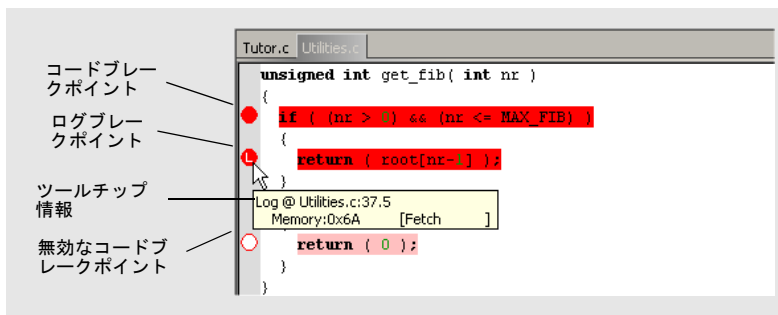 Tutor.c Utilities.c
コードブレー
クポイント
ログブレー
クポイント
ツールチップ
情報
無効なコードブ
レークポイント
unsigned int get_fib( int nr )
{
if ( (nr > 0) && (nr <= MAX_FIB) )
{
L
return ( root[nr-1] );
}
Log @ Utilities.c:37.5
Memory:0x6A [Fetch ]
{
return ( 0 );
}
}